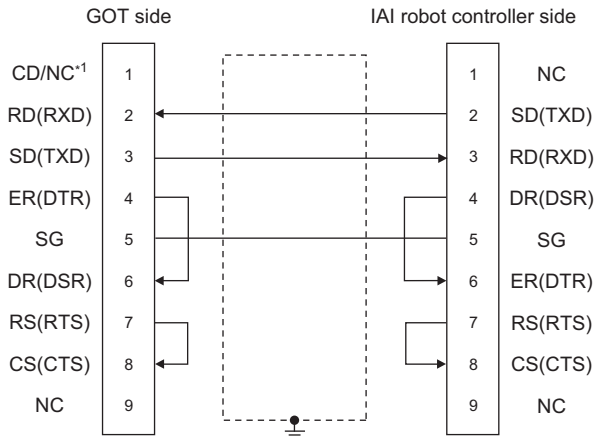 GOT side IAI robot controller side
CD/NC*1 1 1 NC
RD(RXD) 2 2 SD(TXD)
SD(TXD) 3 3 RD(RXD)
ER(DTR) 4 4 DR(DSR)
SG 5 5 SG
DR(DSR) 6 6 ER(DTR)
RS(RTS) 7 7 RS(RTS)
CS(CTS) 8 8 CS(CTS)
NC 9 9 NC